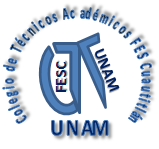 Colegio de Técnicos Académicos FES Cuautitlán
FESC
UNAM
UNAM